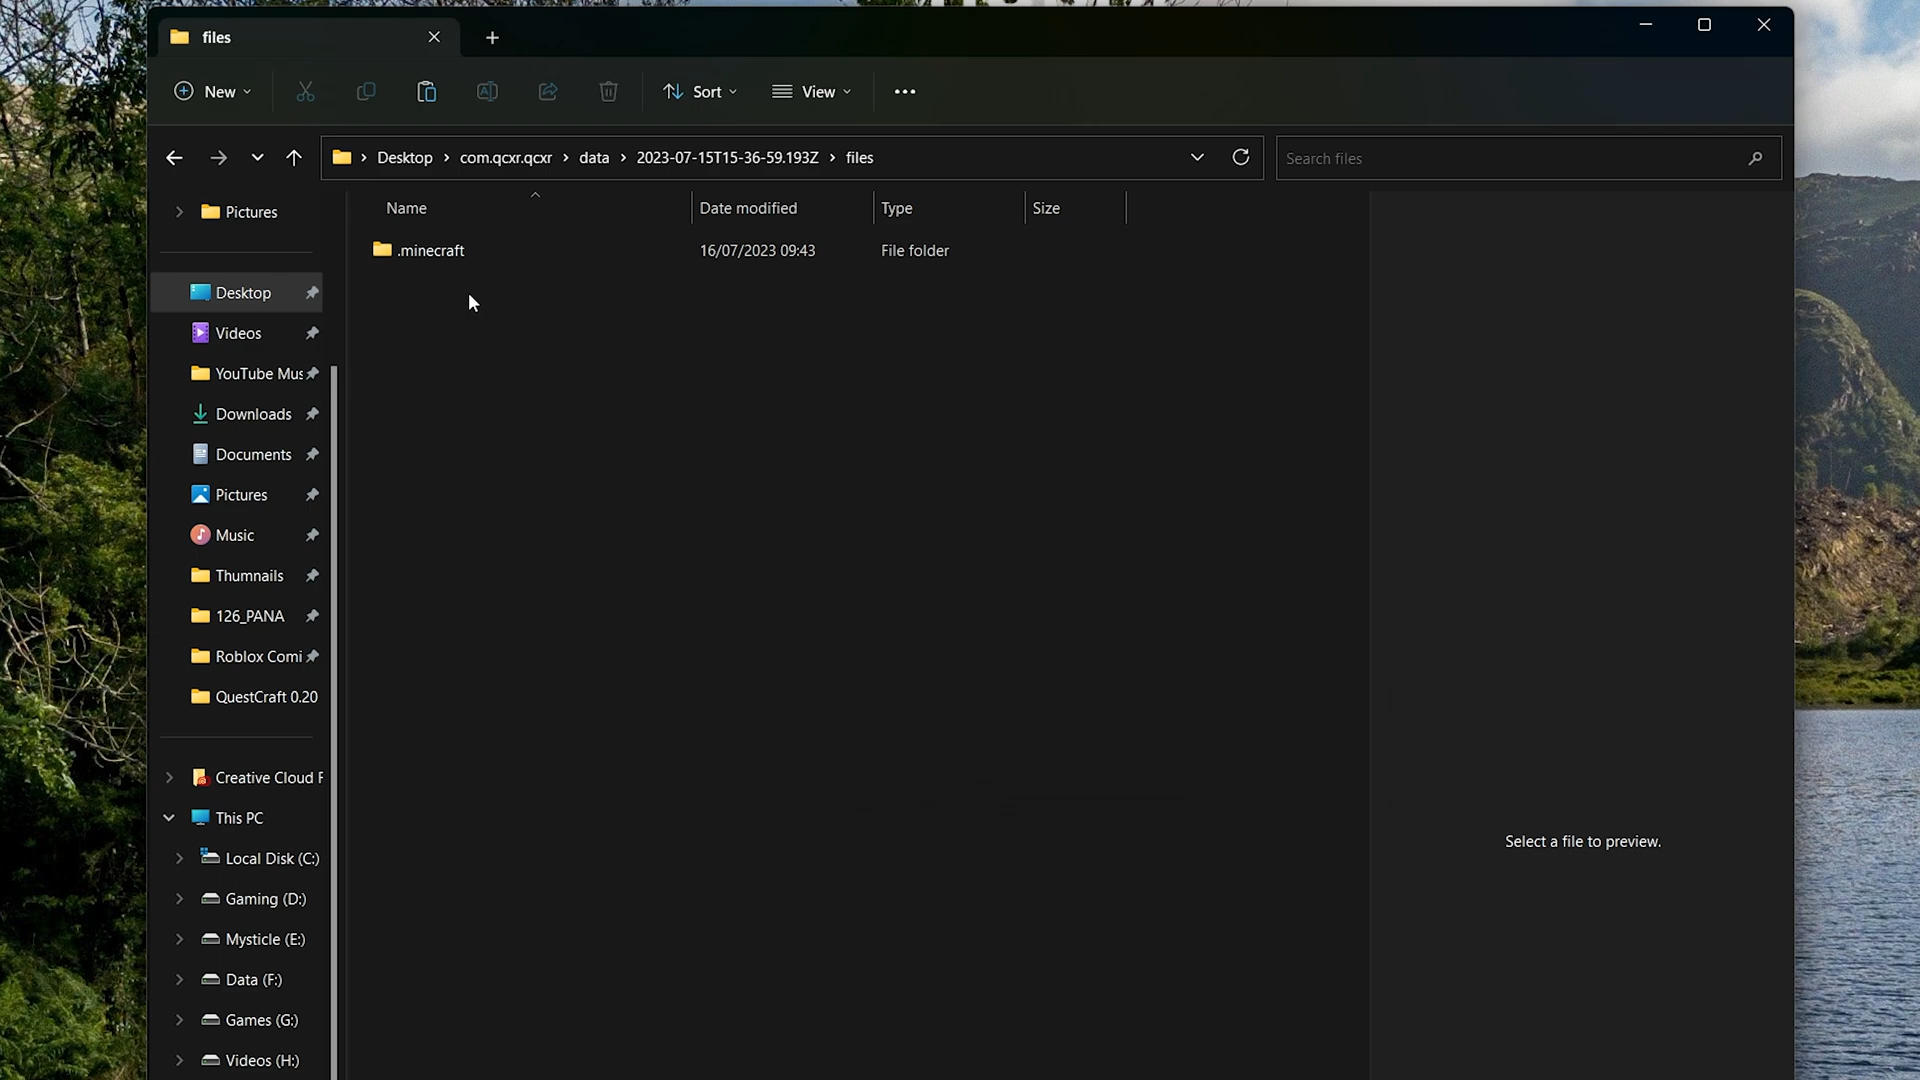 files
New
Sort
View
Desktop > com.qcxr.qcxr > data > 2023-07-15T15-36-59.193Z > files
Search files
Name
Date modified
Type
Size
.minecraft
16/07/2023 09:43
File folder
Pictures
Desktop
Videos
YouTube Mus
Downloads
Documents
Pictures
Music
Thumnails
126_PANA
Roblox Comi
QuestCraft 0.20
Creative Cloud F
This PC
Local Disk (C:)
Gaming (D:)
Mysticle (E:)
Data (F:)
Games (G:)
Videos (H:)
Select a file to preview.